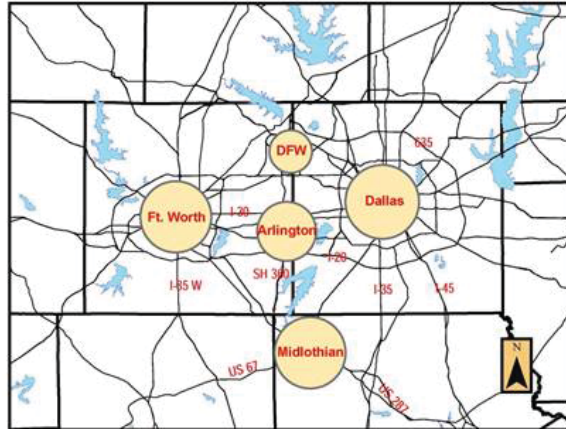 635
DFW
Dallas
Ft. Worth
I-30
Arlington
I-20
SH 360
I-35 W
I-35
I-45
Midlothian
US 67
US 287
N